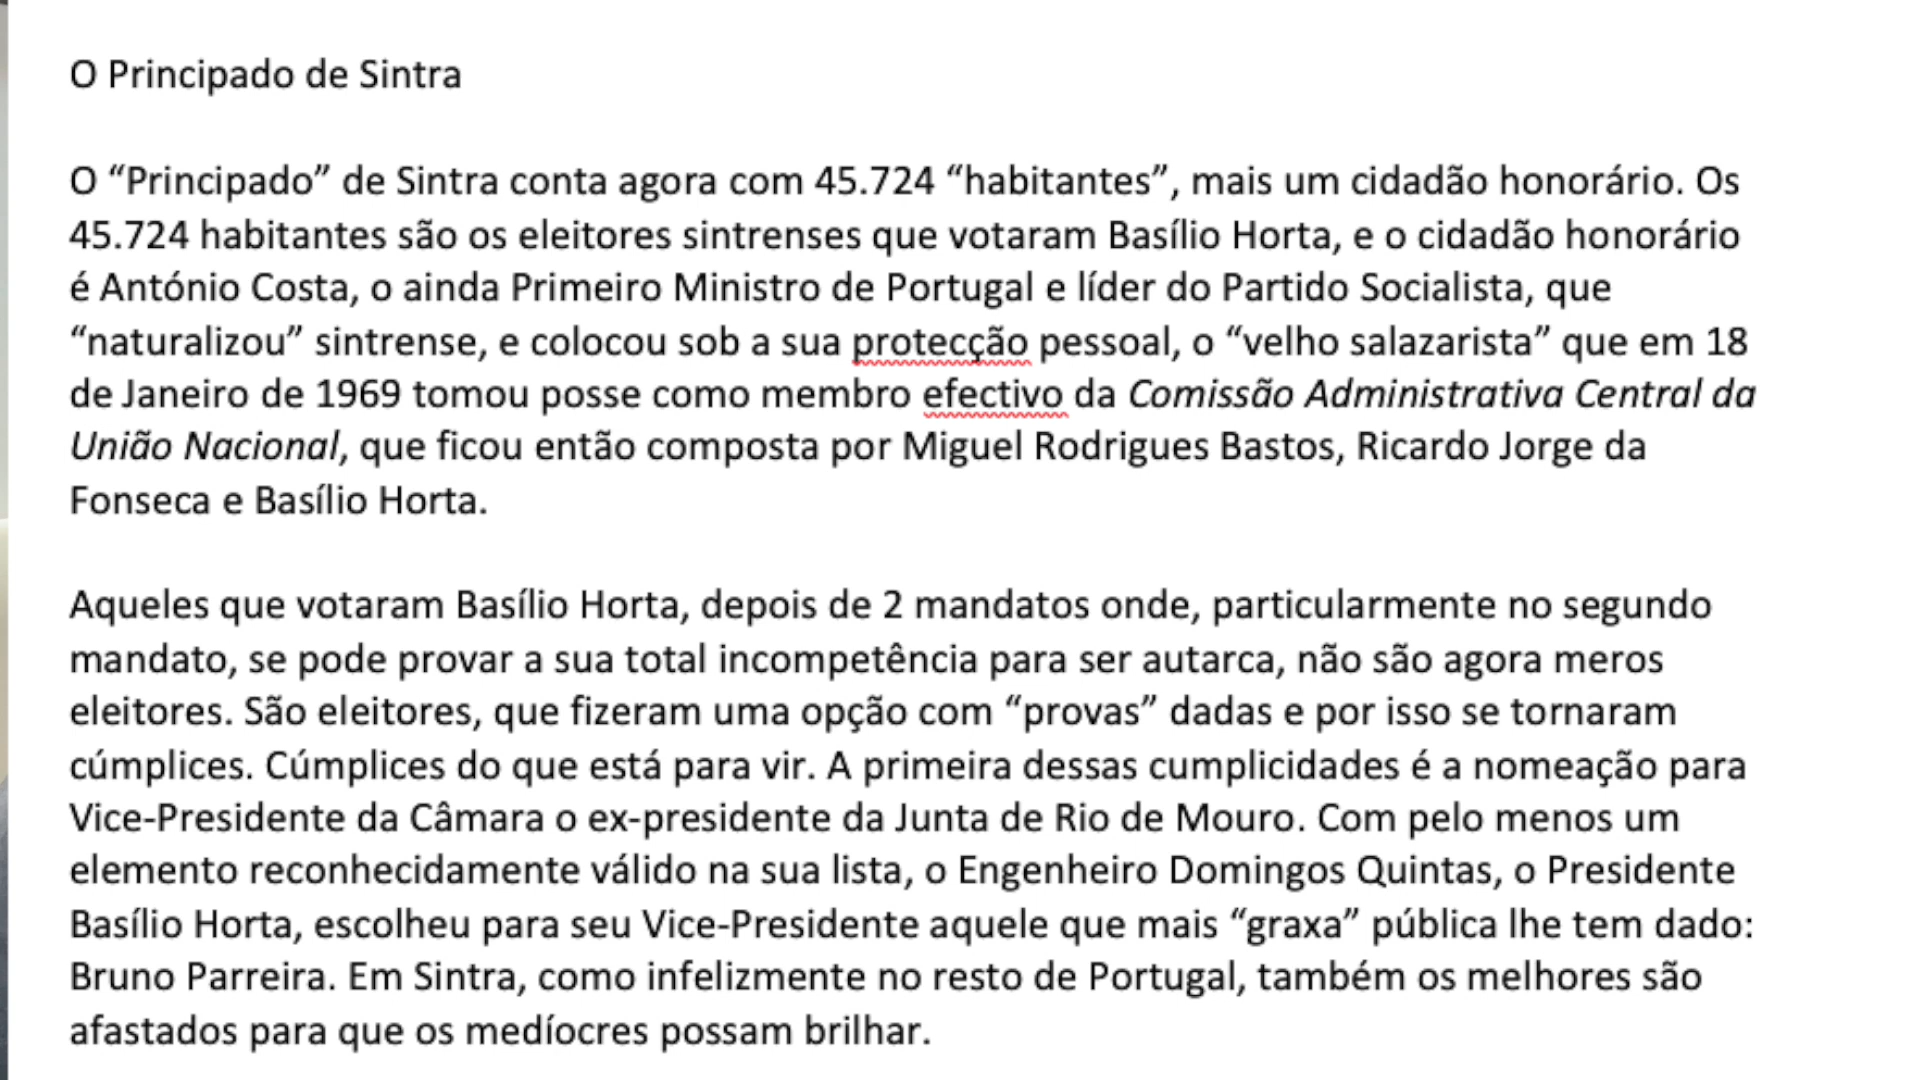 O Principado de Sintra
O “Principado” de Sintra conta agora com 45.724 “habitantes”, mais um cidadão honorário. Os
45.724 habitantes são os eleitores sintrenses que votaram Basílio Horta, e o cidadão honorário
é António Costa, o ainda Primeiro Ministro de Portugal e líder do Partido Socialista, que
“naturalizou” sintrense, e colocou sob a sua protecção pessoal, o “velho salazarista” que em 18
de Janeiro de 1969 tomou posse como membro efectivo da Comissão Administrativa Central da
União Nacional, que ficou então composta por Miguel Rodrigues Bastos, Ricardo Jorge da
Fonseca e Basílio Horta.
Aqueles que votaram Basílio Horta, depois de 2 mandatos onde, particularmente no segundo
mandato, se pode provar a sua total incompetência para ser autarca, não são agora meros
eleitores. São eleitores, que fizeram uma opção com “provas” dadas e por isso se tornaram
cúmplices. Cúmplices do que está para vir. A primeira dessas cumplicidades é a nomeação para
Vice-Presidente da Câmara o ex-presidente da Junta de Rio de Mouro. Com pelo menos um
elemento reconhecidamente válido na sua lista, o Engenheiro Domingos Quintas, o Presidente
Basílio Horta, escolheu para seu Vice-Presidente aquele que mais “graxa” pública lhe tem dado:
Bruno Parreira. Em Sintra, como infelizmente no resto de Portugal, também os melhores são
afastados para que os medíocres possam brilhar.